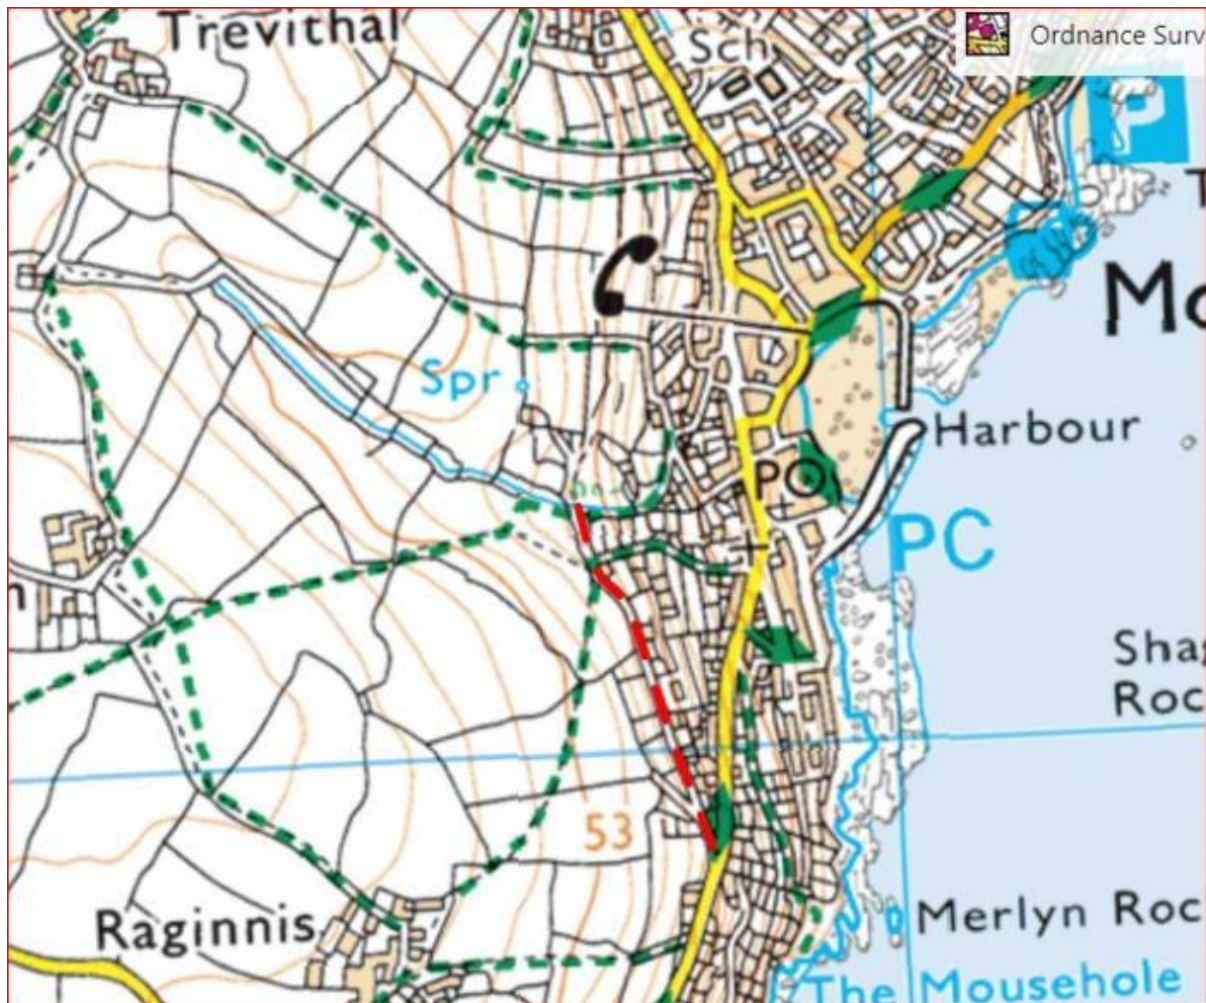 Trevithal
Sch
Ordnance Surv
P
T
Mo
Spr
Harbour
PO
PC
n
Shag
Roc
53
Raginnis
Merlyn Roc
The Mousehole